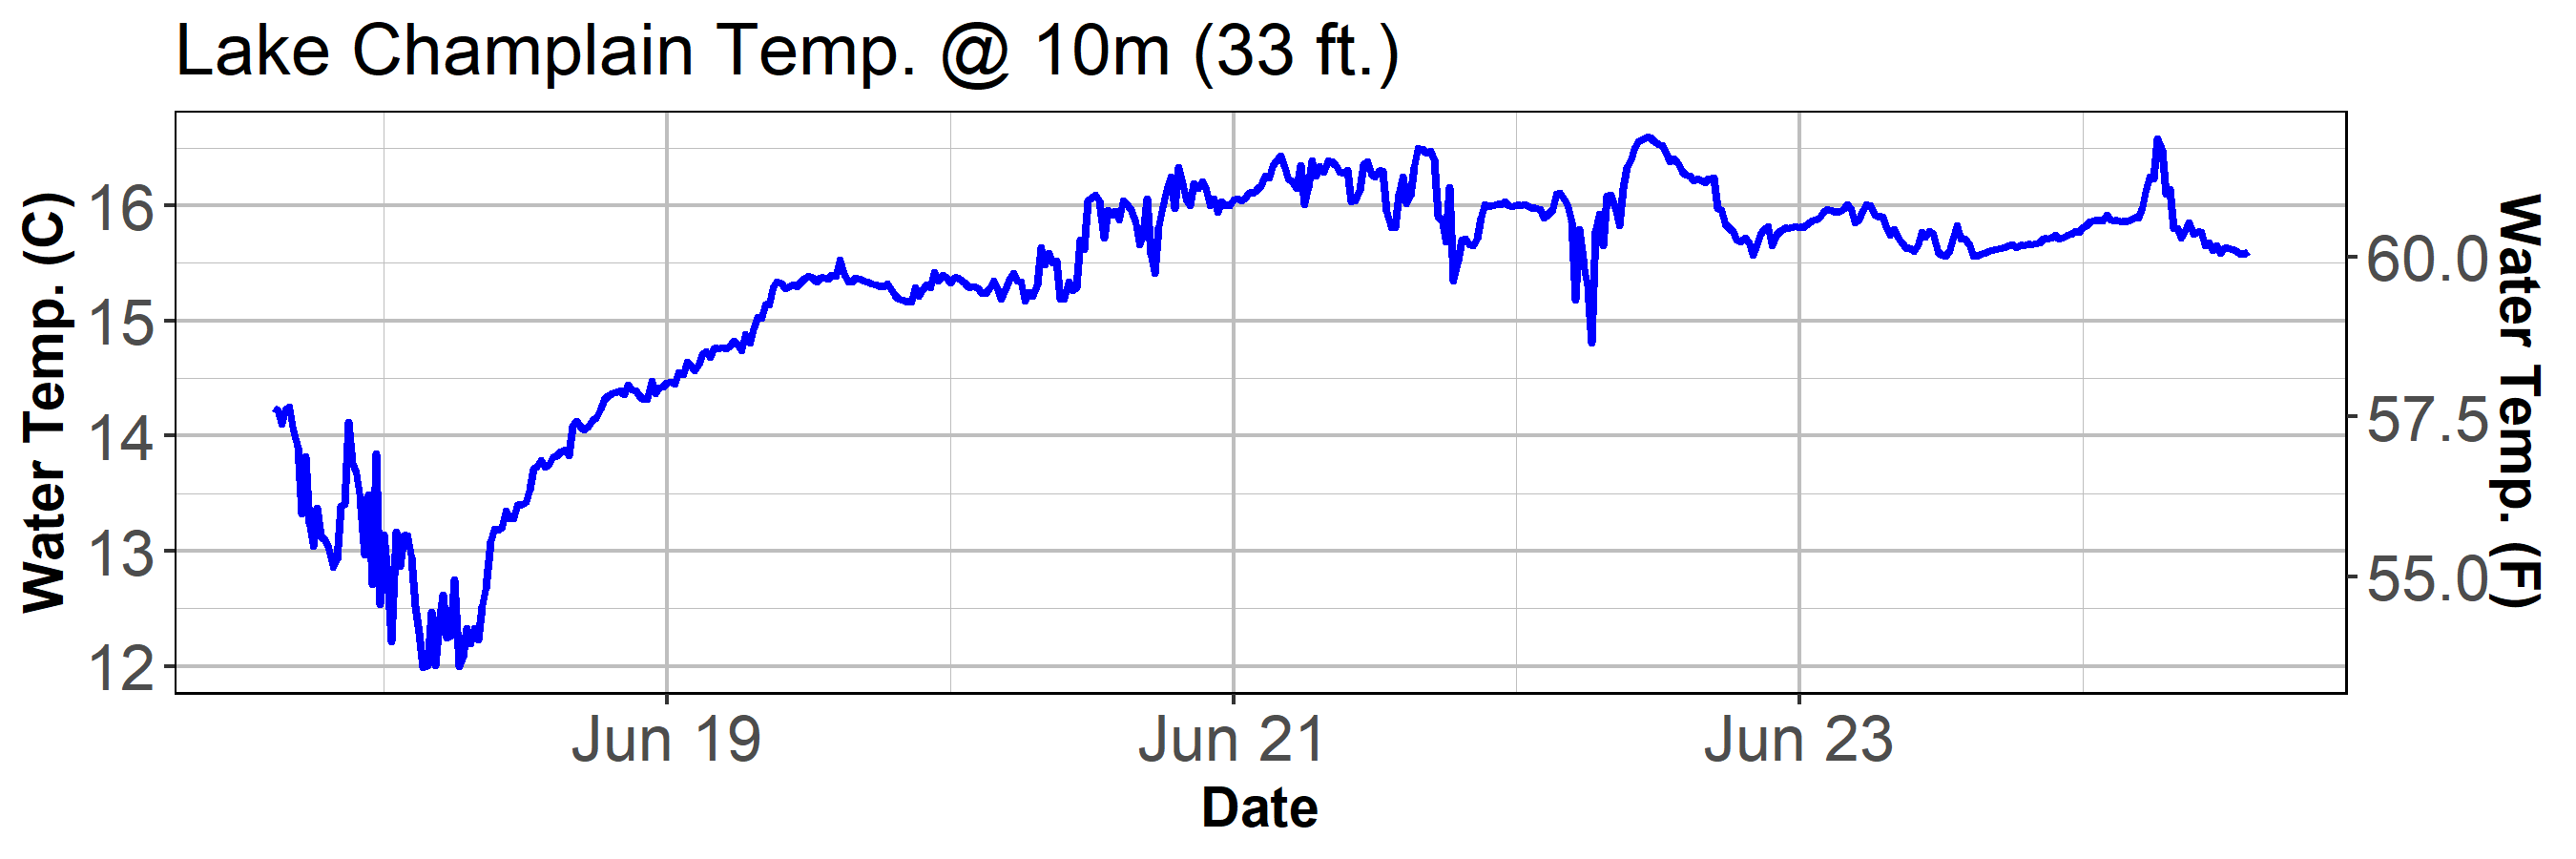 Lake Champlain Temp. @ 10m (33 ft.)
Water Temp. (C)
16
15
14
13
12
60.0
57.5
55.0
Water Temp. (F)
Jun 19
Jun 21
Jun 23
Date